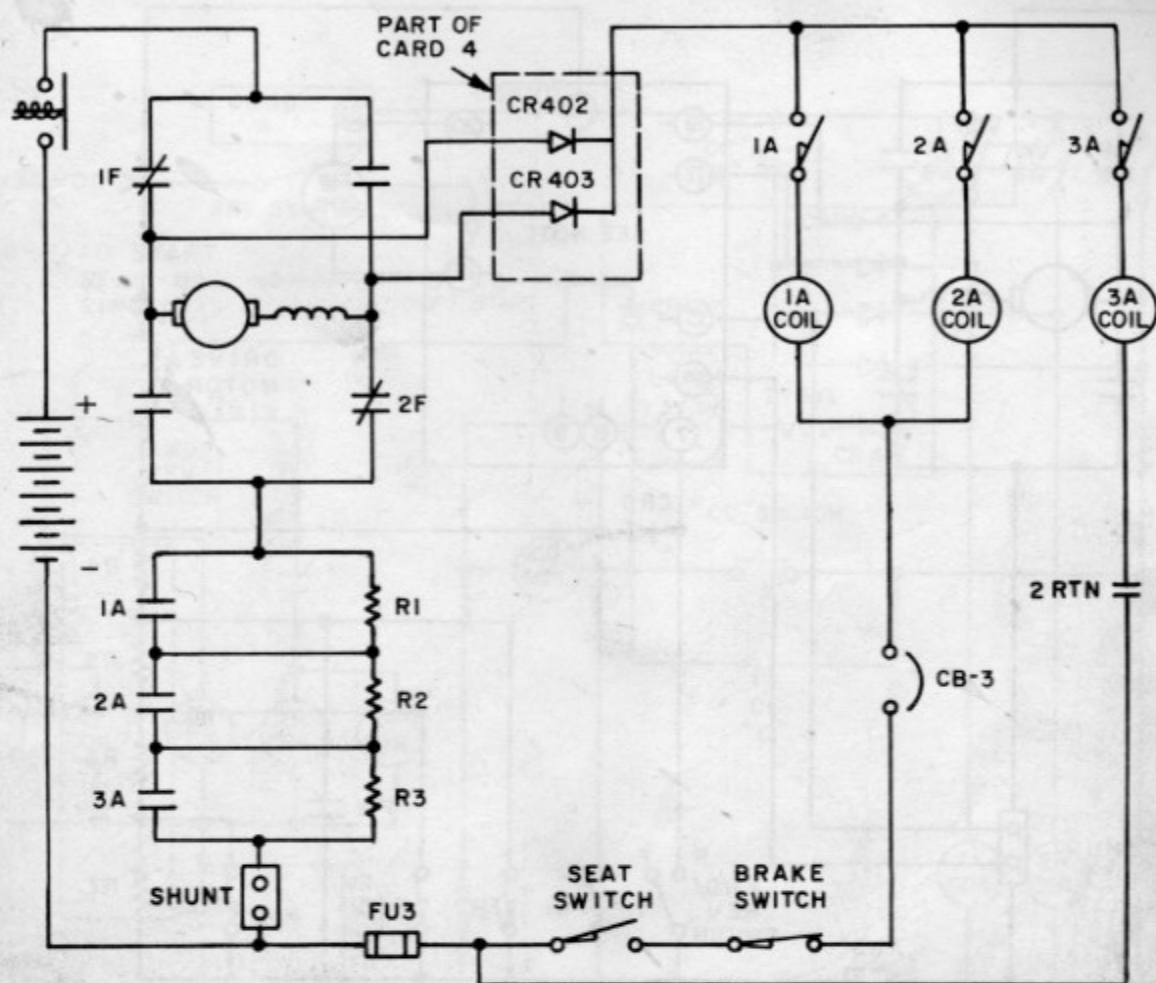 PART OF
CARD 4
CR402
CR403
1F
1A
2A
3A
1A
COIL
2A
COIL
3A
COIL
+
2F
-
1A
R1
2 RTN
CB-3
2A
R2
3A
R3
SHUNT
FU3
SEAT
SWITCH
BRAKE
SWITCH